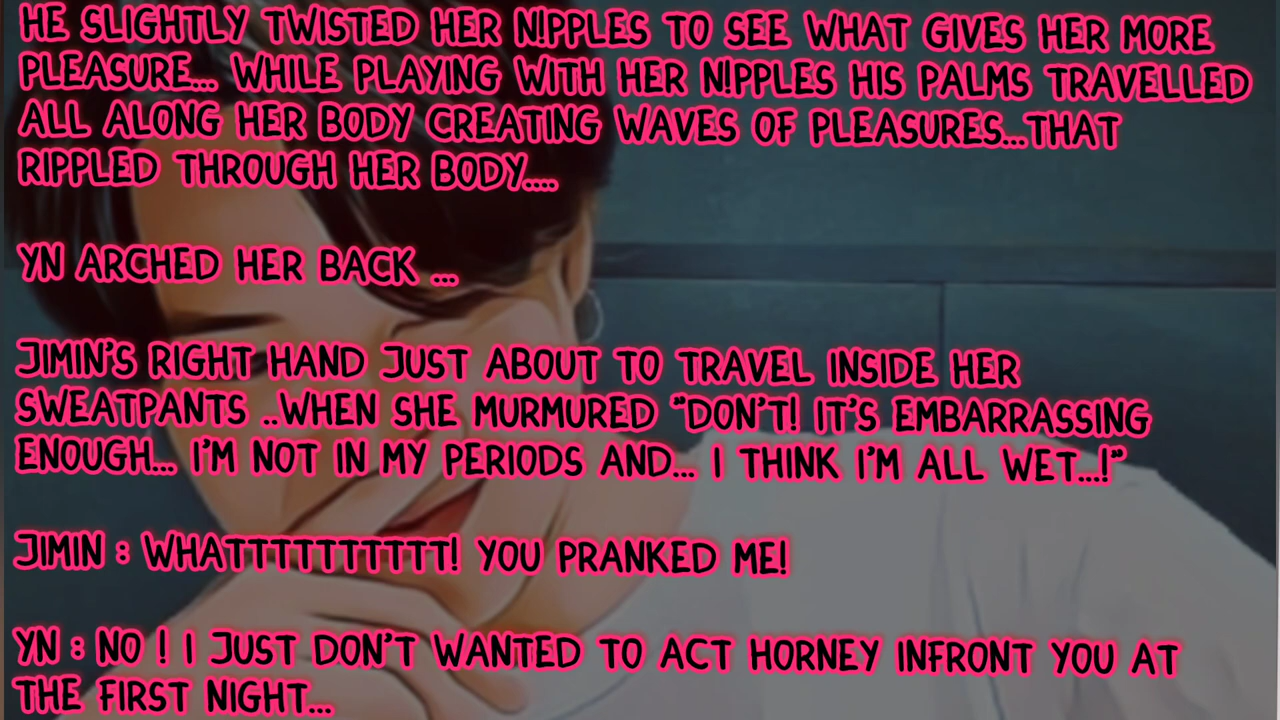 HE SLIGHTLY TWISTED HER N!PPLES TO SEE WHAT GIVES HER MORE
PLEASURE... WHILE PLAYING WITH HER N!PPLES HIS PALMS TRAVELLED
ALL ALONG HER BODY CREATING WAVES OF PLEASURES...THAT
RIPPLED THROUGH HER BODY....
YN ARCHED HER BACK ...
JIMIN'S RIGHT HAND JUST ABOUT TO TRAVEL INSIDE HER
SWEATPANTS ..WHEN SHE MURMURED "DON'T! IT'S EMBARRASSING
ENOUGH... I'M NOT IN MY PERIODS AND... I THINK I'M ALL WET...!"
JIMIN : WHATTTTTTTTTTT! YOU PRANKED ME!
YN : NO ! I JUST DON'T WANTED TO ACT HORNEY INFRONT YOU AT
THE FIRST NIGHT...